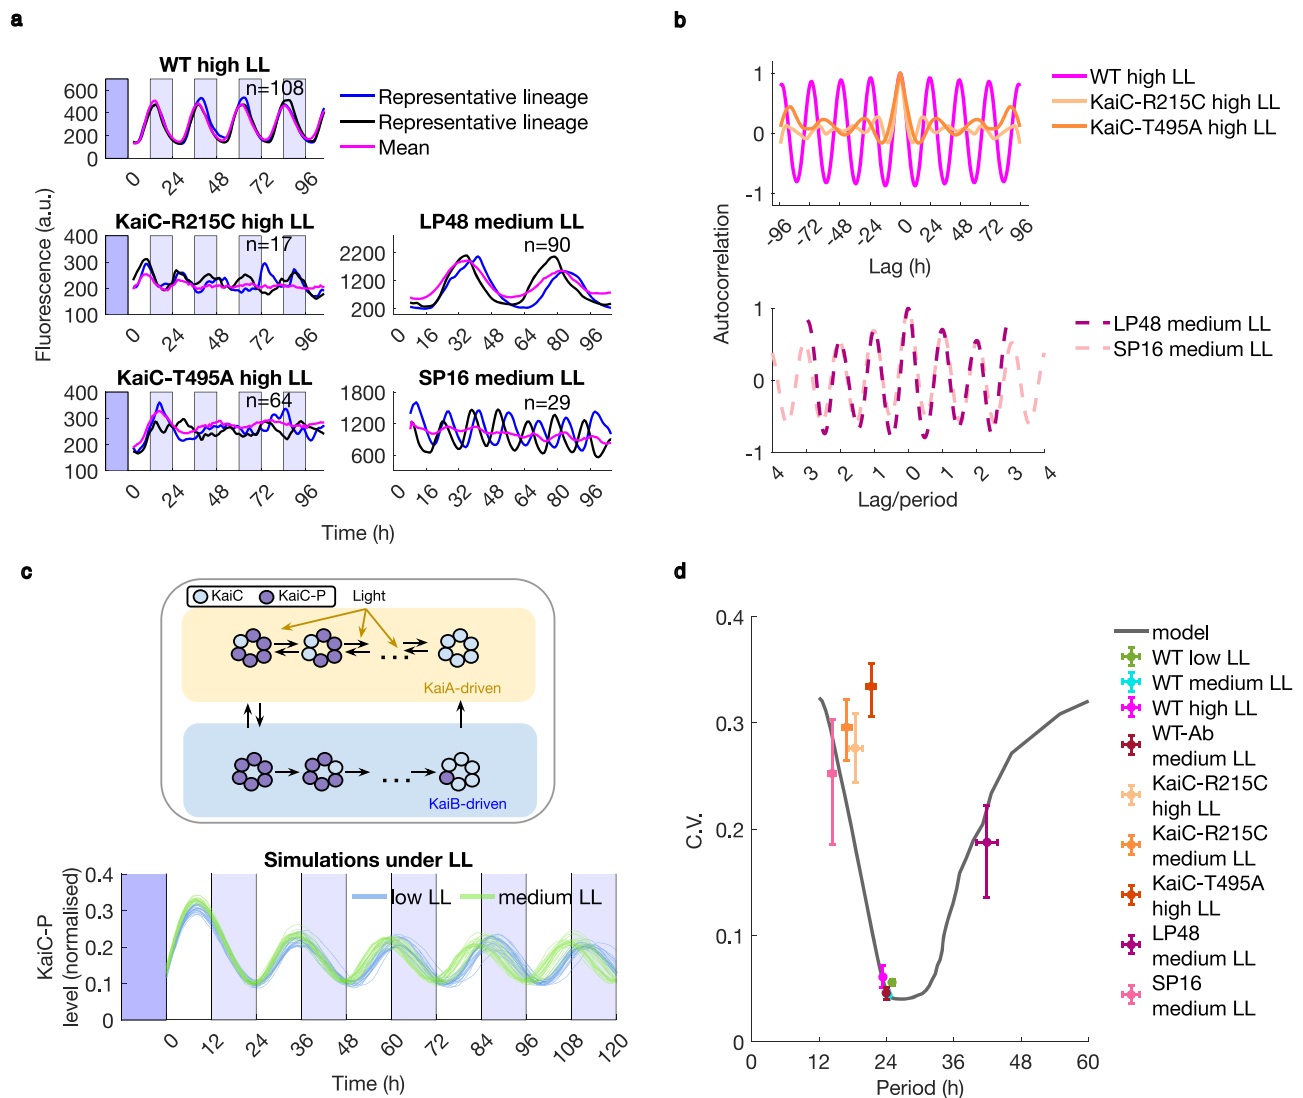 a
WT high LL
n=108
600
400
200
0
0 24 48 72 96
Representative lineage
Representative lineage
Mean
Fluorescence (a.u.)
KaiC-R215C high LL
n=17
400
300
200
100
0 24 48 72 96
LP48 medium LL
n=90
2200
1200
200
0 16 32 48 64 80 96
KaiC-T495A high LL
n=64
400
300
200
100
0 24 48 72 96
SP16 medium LL
n=29
1800
1200
600
0 16 32 48 64 80 96
Time (h)
b
Autocorrelation
1
0
-1
-96 -72 -48 -24 0 24 48 72 96
Lag (h)
WT high LL
KaiC-R215C high LL
KaiC-T495A high LL
1
0
-1
4 3 2 1 0 1 2 3 4
Lag/period
LP48 medium LL
SP16 medium LL
c
KaiC KaiC-P
Light
...
KaiA-driven
...
KaiB-driven
Simulations under LL
low LL medium LL
KaiC-P
level (normalised)
0.4
0.3
0.2
0.1
0
0 12 24 36 48 60 72 84 96 108 120
Time (h)
d
C.V.
0.4
0.3
0.2
0.1
0
0 12 24 36 48 60
Period (h)
model
WT low LL
WT medium LL
WT high LL
WT-Ab
medium LL
KaiC-R215C
high LL
KaiC-R215C
medium LL
KaiC-T495A
high LL
LP48
medium LL
SP16
medium LL